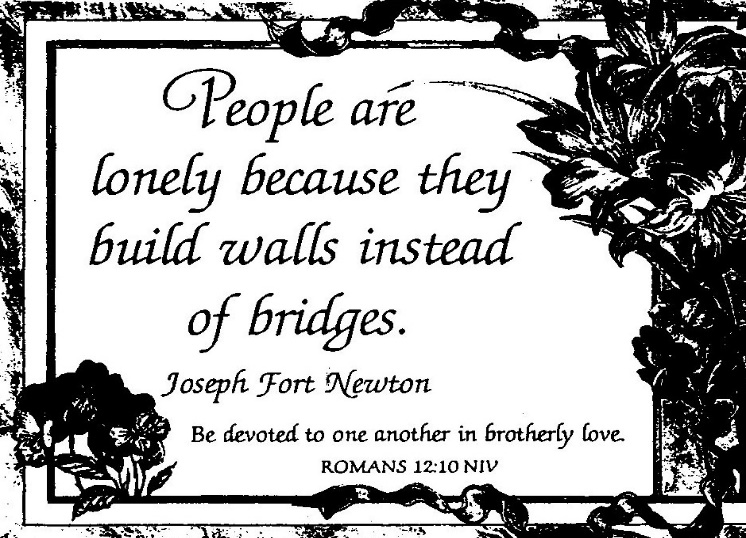 People are
lonely because they
build walls instead
of bridges.
Joseph Fort Newton
Be devoted to one another in brotherly love.
ROMANS 12:10 NIV